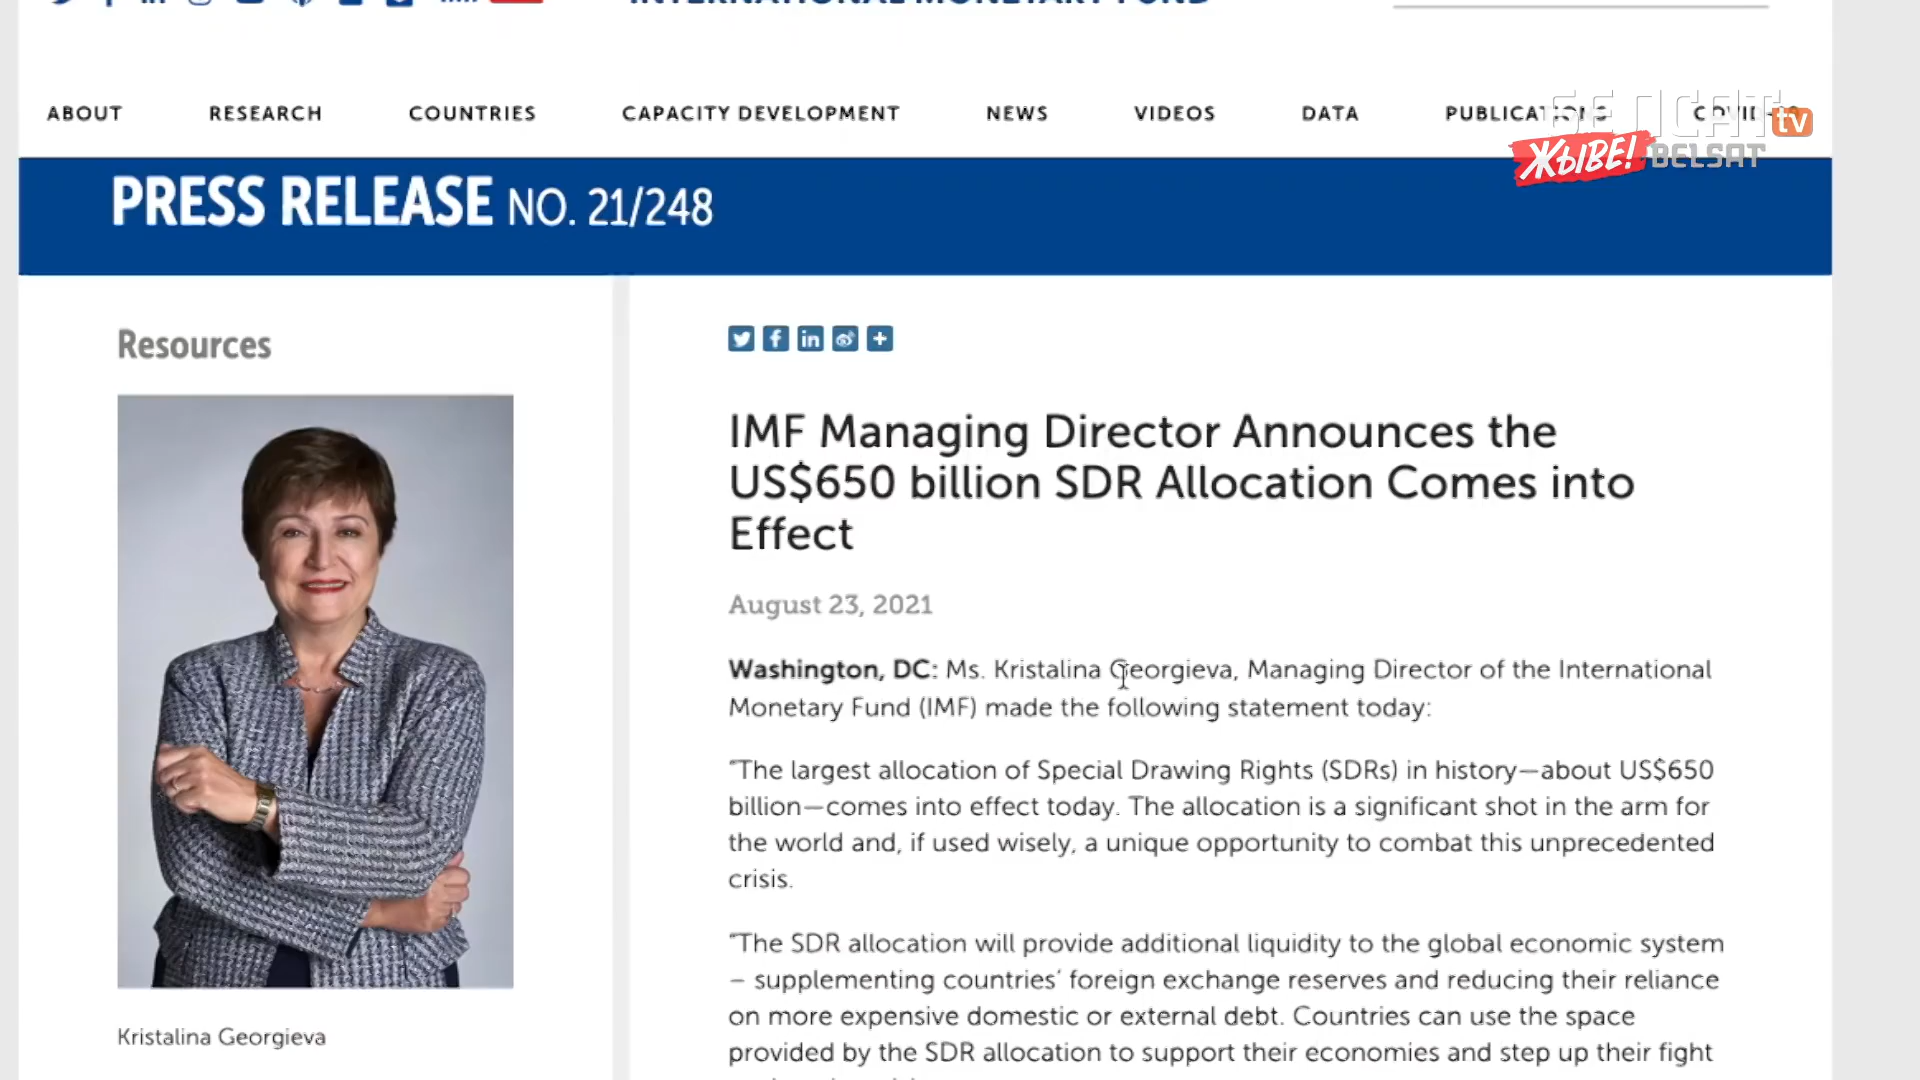 INTERNATIONAL MONETARY FUND
ABOUT RESEARCH COUNTRIES CAPACITY DEVELOPMENT NEWS VIDEOS DATA PUBLICATIONS COVID-19
БЕЛСАТ tv
ЖЫВЕ! BELSAT
PRESS RELEASE NO. 21/248
Resources
IMF Managing Director Announces the
US$650 billion SDR Allocation Comes into
Effect
August 23, 2021
Washington, DC: Ms. Kristalina Georgieva, Managing Director of the International
Monetary Fund (IMF) made the following statement today:
“The largest allocation of Special Drawing Rights (SDRs) in history—about US$650
billion—comes into effect today. The allocation is a significant shot in the arm for
the world and, if used wisely, a unique opportunity to combat this unprecedented
crisis.
“The SDR allocation will provide additional liquidity to the global economic system
– supplementing countries’ foreign exchange reserves and reducing their reliance
on more expensive domestic or external debt. Countries can use the space
provided by the SDR allocation to support their economies and step up their fight
Kristalina Georgieva